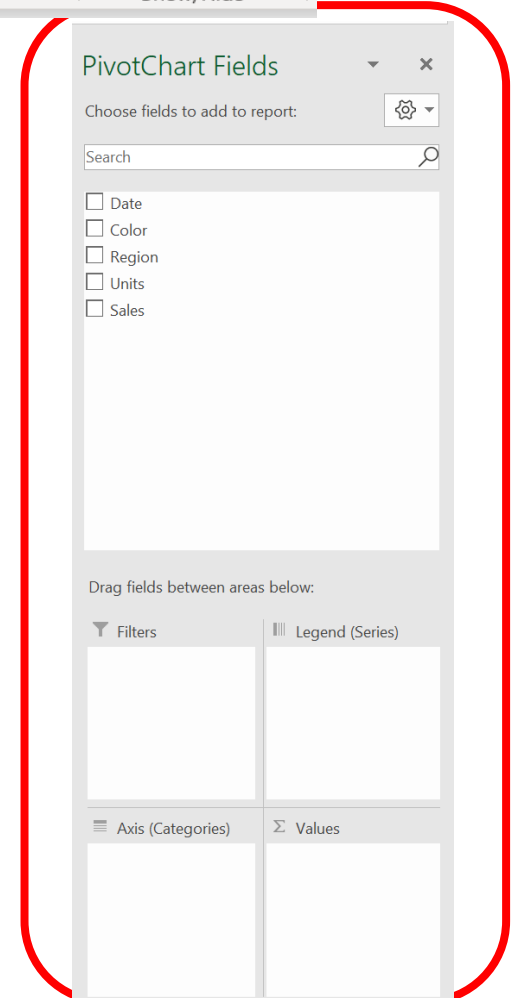 PivotChart Fields
Choose fields to add to report:
Search
Date
Color
Region
Units
Sales
Drag fields between areas below:
Filters
Legend (Series)
Axis (Categories)
Σ Values